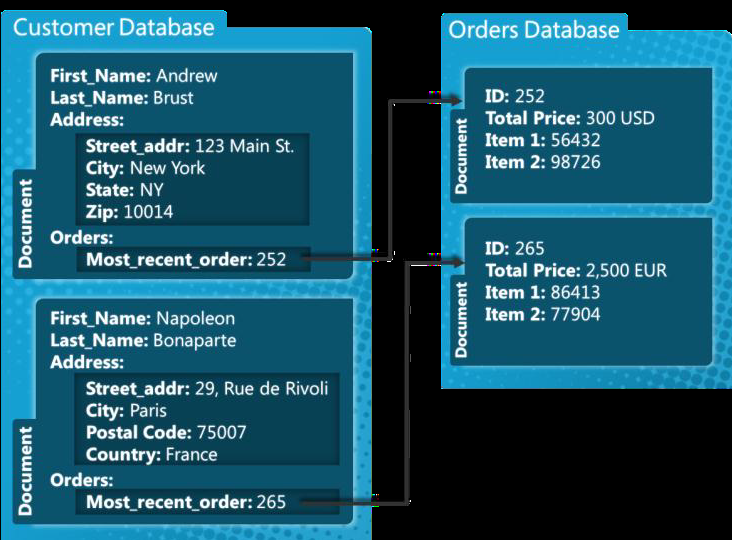 Customer Database
Document
First_Name: Andrew
Last_Name: Brust
Address:
Street_addr: 123 Main St.
City: New York
State: NY
Zip: 10014
Orders:
Most_recent_order: 252
Document
First_Name: Napoleon
Last_Name: Bonaparte
Address:
Street_addr: 29, Rue de Rivoli
City: Paris
Postal Code: 75007
Country: France
Orders:
Most_recent_order: 265
Orders Database
Document
ID: 252
Total Price: 300 USD
Item 1: 56432
Item 2: 98726
Document
ID: 265
Total Price: 2,500 EUR
Item 1: 86413
Item 2: 77904